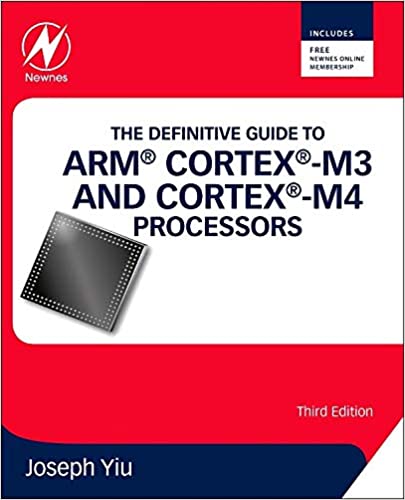 Newnes
INCLUDES
FREE
NEWNES ONLINE
MEMBERSHIP
THE DEFINITIVE GUIDE TO
ARM® CORTEX®-M3
AND CORTEX®-M4
PROCESSORS
Third Edition
Joseph Yiu